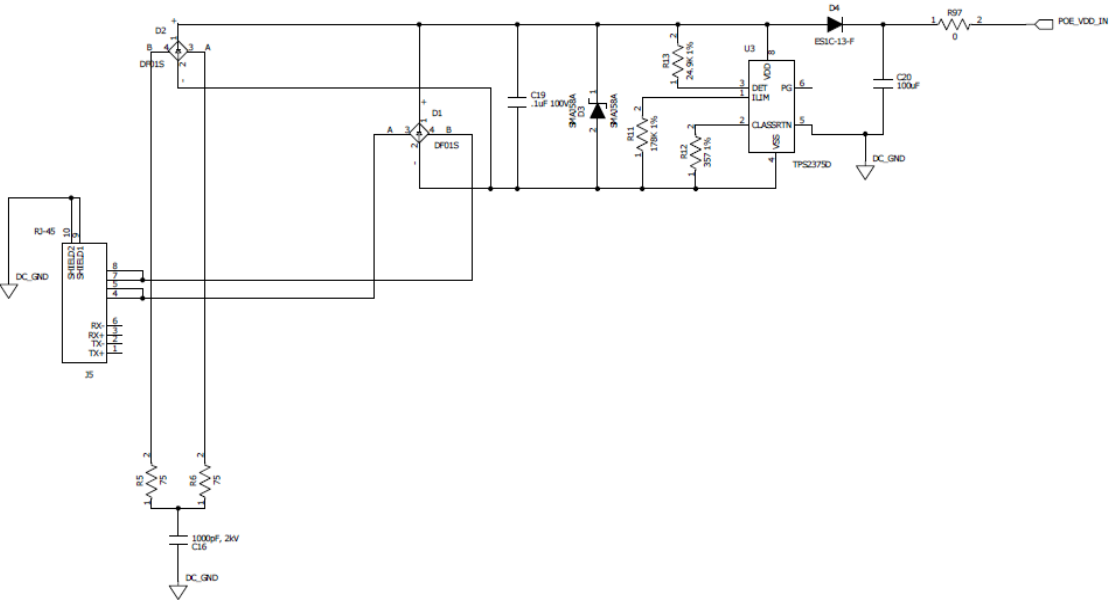 D4
R97
1
2
POE_VDD_IN
0
ES1C-13-F
D2
+
1
B
4
3
A
2
DF01S
-
2
R13
24.9K 1%
1
U3
8
VDD
3
DET
PG
6
1
ILIM
2
CLASSRTN
5
VSS
4
TPS2375D
C20
100uF
DC_GND
C19
.1uF 100V
1
SMAJ58A
D3
SMAJ58A
2
2
R11
178K 1%
1
2
R12
357 1%
1
+
D1
1
A
3
4
B
2
DF01S
-
RJ-45
10
9
SHIELD2
SHIELD1
DC_GND
8
7
5
4
RX-
6
RX+
3
TX-
2
TX+
1
J5
2
R5
75
1
2
R6
75
1
1000pF, 2kV
C16
DC_GND